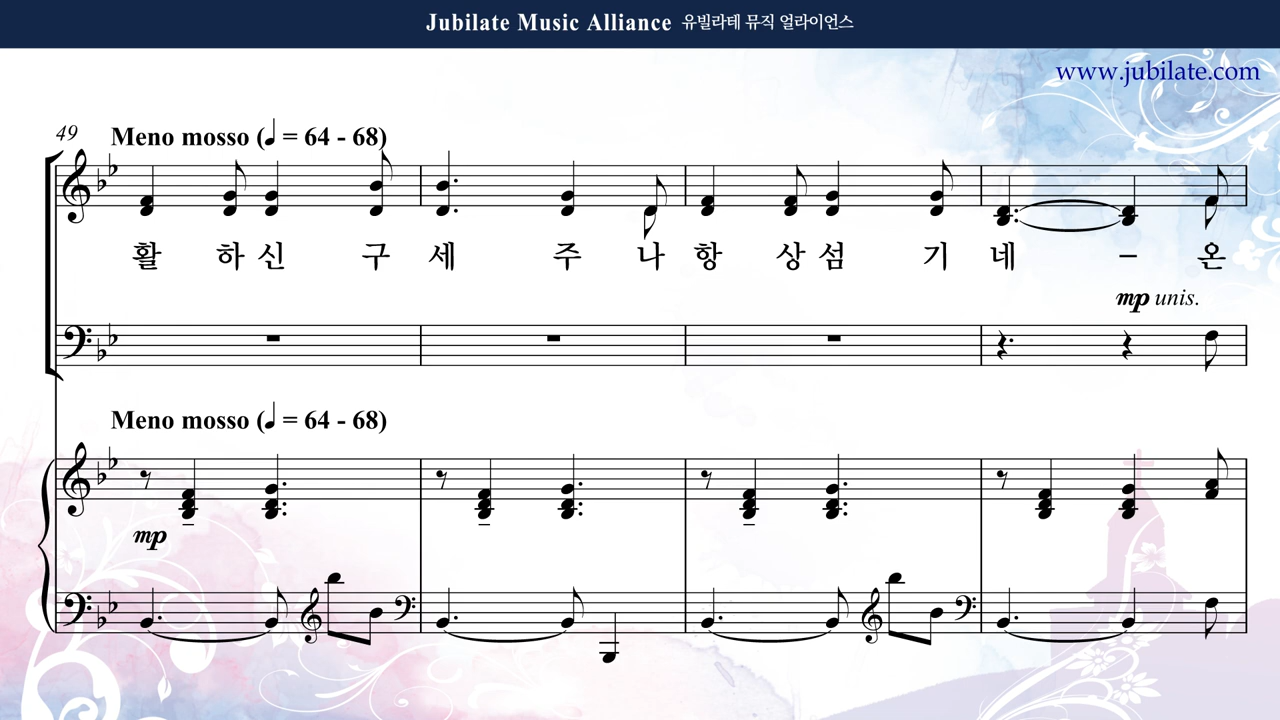 Jubilate Music Alliance 유빌라테 뮤직 얼라이언스
www.jubilate.com
49 Meno mosso (♩ = 64 - 68)
활 하 신 구 세 주 나 항 상 섬 기 네 – 온
mp unis.
Meno mosso (♩ = 64 - 68)
mp